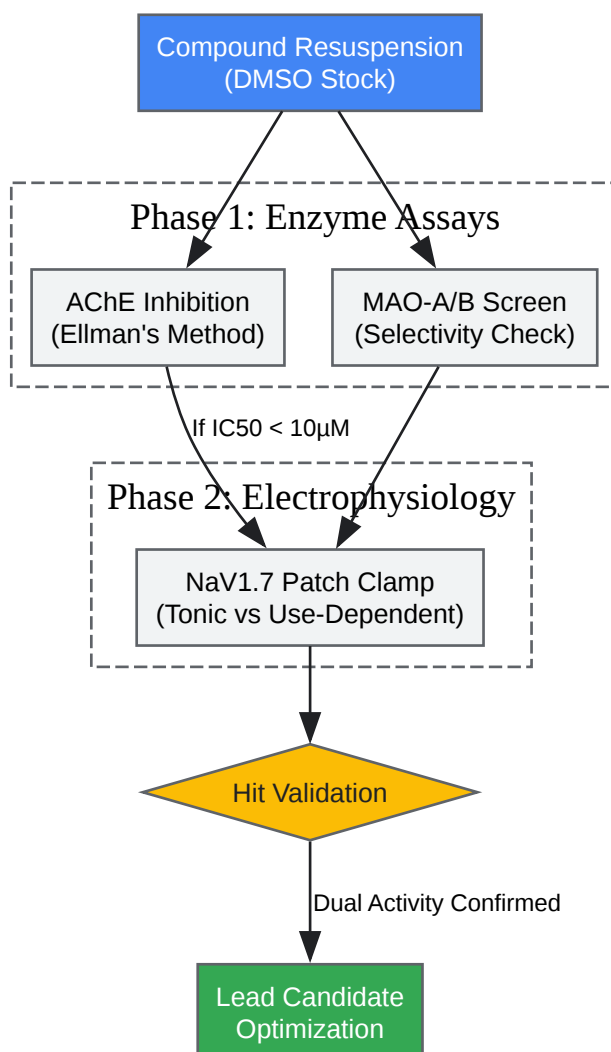 Compound Resuspension
(DMSO Stock)
Phase 1: Enzyme Assays
AChE Inhibition
(Ellman's Method)
MAO-A/B Screen
(Selectivity Check)
If IC50 < 10µM
Phase 2: Electrophysiology
NaV1.7 Patch Clamp
(Tonic vs Use-Dependent)
Hit Validation
Dual Activity Confirmed
Lead Candidate
Optimization